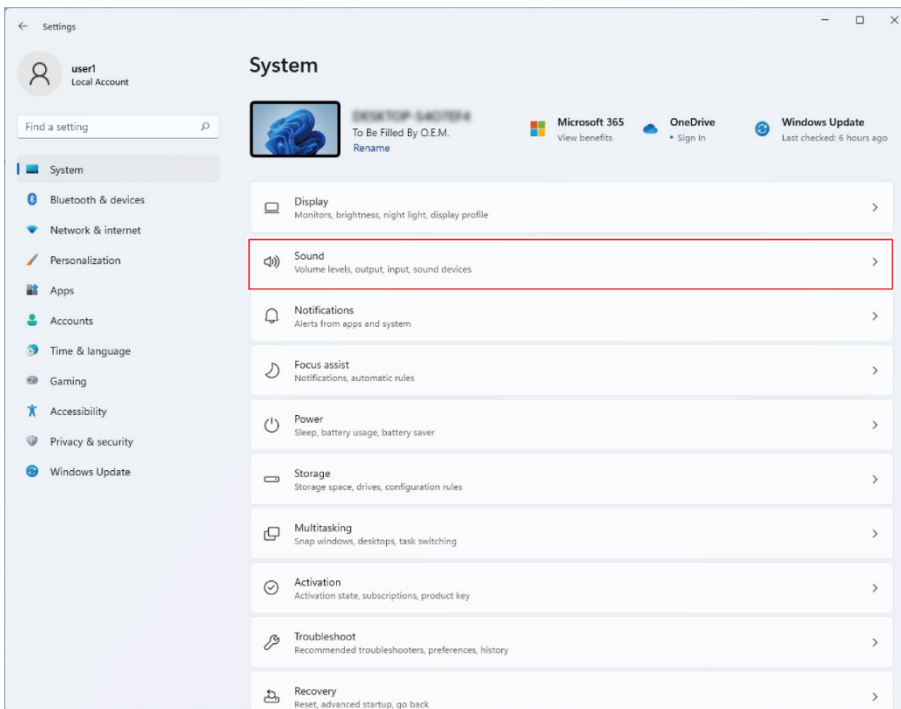 Settings
user1
Local Account
Find a setting
System
Bluetooth & devices
Network & internet
Personalization
Apps
Accounts
Time & language
Gaming
Accessibility
Privacy & security
Windows Update
System
To Be Filled By O.E.M.
Rename
Microsoft 365
View benefits
OneDrive
• Sign In
Windows Update
Last checked: 6 hours ago
Display
Monitors, brightness, night light, display profile
Sound
Volume levels, output, input, sound devices
Notifications
Alerts from apps and system
Focus assist
Notifications, automatic rules
Power
Sleep, battery usage, battery saver
Storage
Storage space, drives, configuration rules
Multitasking
Snap windows, desktops, task switching
Activation
Activation state, subscriptions, product key
Troubleshoot
Recommended troubleshooters, preferences, history
Recovery
Reset, advanced startup, go back